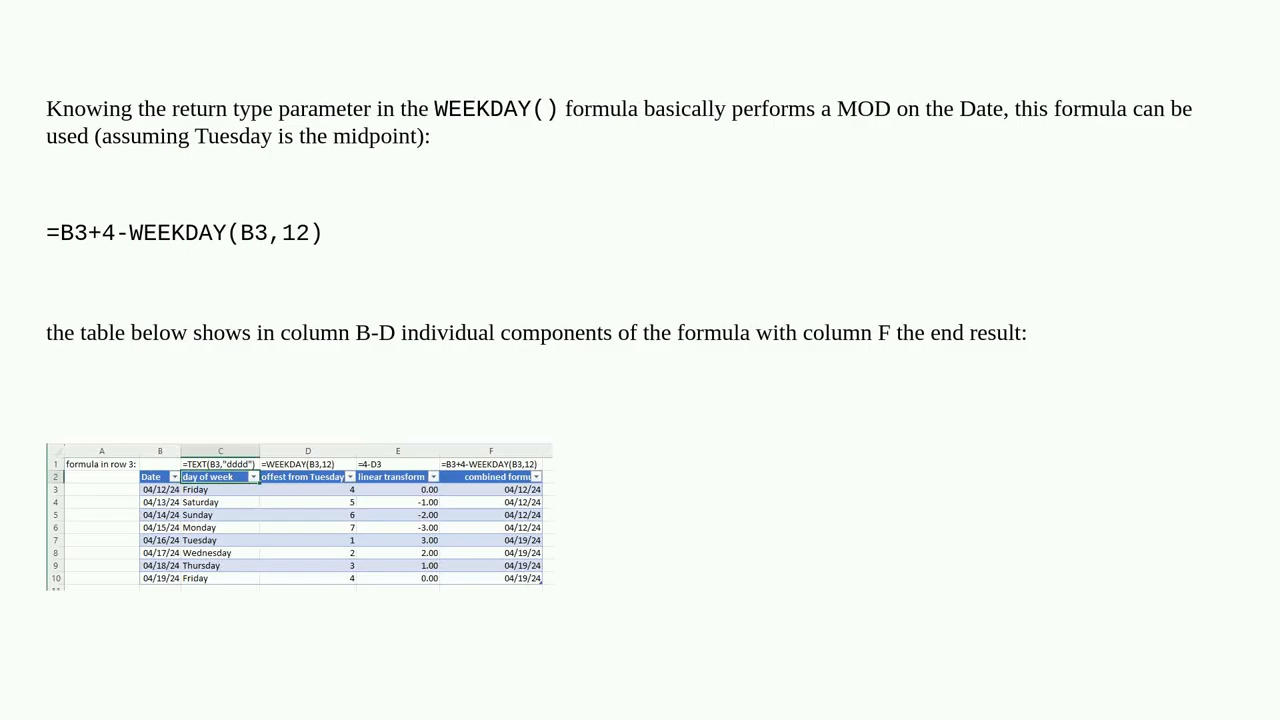 Knowing the return type parameter in the WEEKDAY() formula basically performs a MOD on the Date, this formula can be
used (assuming Tuesday is the midpoint):
=B3+4-WEEKDAY(B3,12)
the table below shows in column B-D individual components of the formula with column F the end result:
A B C D E F
1 formula in row 3: =TEXT(B3,"dddd") =WEEKDAY(B3,12) =4-D3 =B3+4-WEEKDAY(B3,12)
2 Date day of week offest from Tuesday linear transform combined formu
3 04/12/24 Friday 4 0.00 04/12/24
4 04/13/24 Saturday 5 -1.00 04/12/24
5 04/14/24 Sunday 6 -2.00 04/12/24
6 04/15/24 Monday 7 -3.00 04/12/24
7 04/16/24 Tuesday 1 3.00 04/19/24
8 04/17/24 Wednesday 2 2.00 04/19/24
9 04/18/24 Thursday 3 1.00 04/19/24
10 04/19/24 Friday 4 0.00 04/19/24